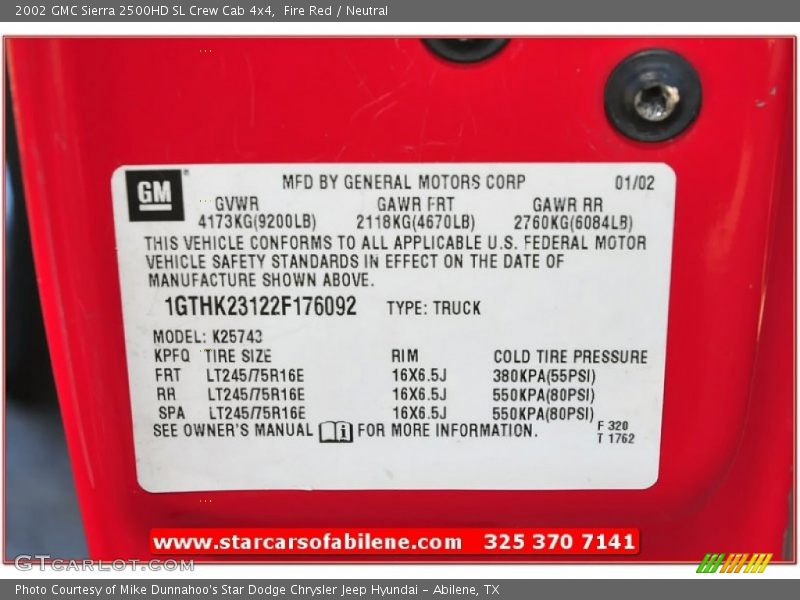 2002 GMC Sierra 2500HD SL Crew Cab 4x4,  Fire Red / Neutral
GM
MFD BY GENERAL MOTORS CORP 01/02
GVWR GAWR FRT GAWR RR
4173KG(9200LB) 2118KG(4670LB) 2760KG(6084LB)
THIS VEHICLE CONFORMS TO ALL APPLICABLE U.S. FEDERAL MOTOR
VEHICLE SAFETY STANDARDS IN EFFECT ON THE DATE OF
MANUFACTURE SHOWN ABOVE.
1GTHK23122F176092 TYPE: TRUCK
MODEL: K25743
KPFQ TIRE SIZE RIM COLD TIRE PRESSURE
FRT LT245/75R16E 16X6.5J 380KPA(55PSI)
RR LT245/75R16E 16X6.5J 550KPA(80PSI)
SPA LT245/75R16E 16X6.5J 550KPA(80PSI)
SEE OWNER'S MANUAL i FOR MORE INFORMATION.
F 320
T 1762
www.starcarsofabilene.com 325 370 7141
GTCARLOT.COM
Photo Courtesy of Mike Dunnahoo's Star Dodge Chrysler Jeep Hyundai - Abilene, TX